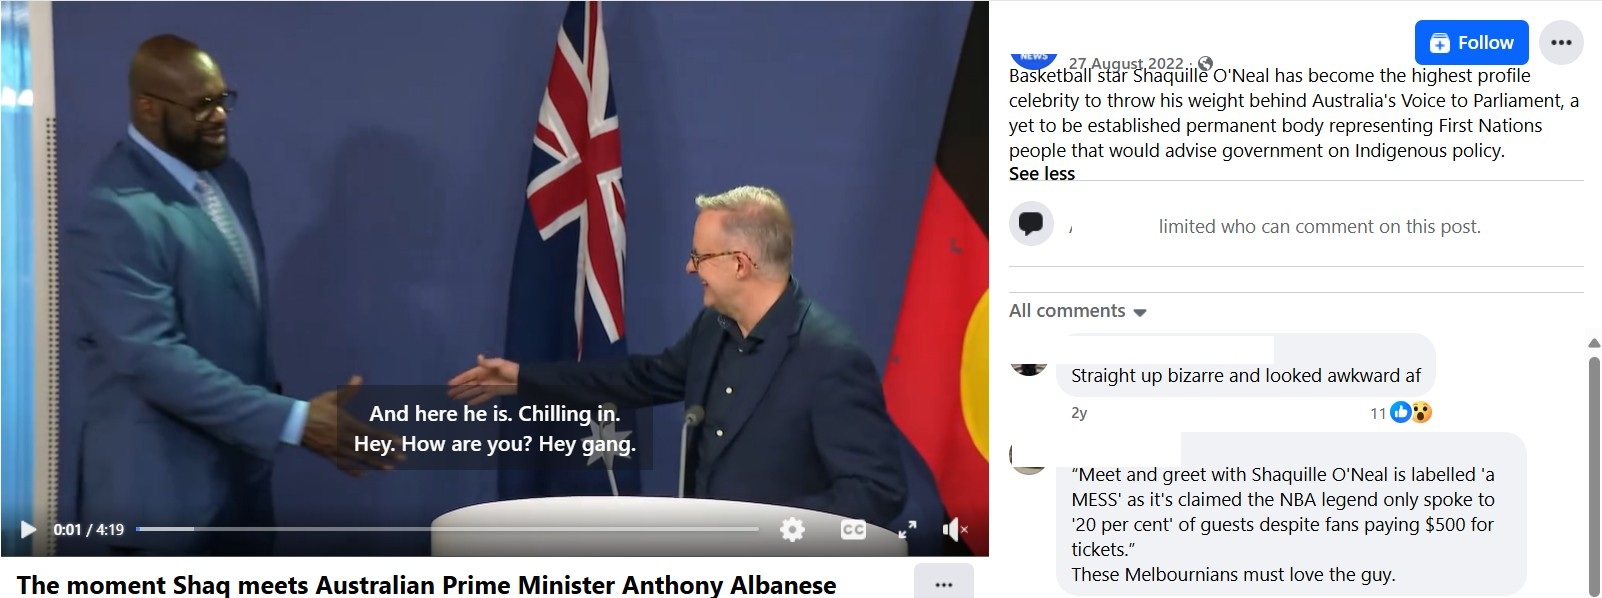 And here he is. Chilling in.
Hey. How are you? Hey gang.
0:01 / 4:19
CC
The moment Shaq meets Australian Prime Minister Anthony Albanese
Follow
NEWS
27 August 2022 ·
Basketball star Shaquille O'Neal has become the highest profile
celebrity to throw his weight behind Australia's Voice to Parliament, a
yet to be established permanent body representing First Nations
people that would advise government on Indigenous policy.
See less
limited who can comment on this post.
All comments
Straight up bizarre and looked awkward af
2y 11
“Meet and greet with Shaquille O'Neal is labelled 'a
MESS' as it's claimed the NBA legend only spoke to
'20 per cent' of guests despite fans paying $500 for
tickets.”
These Melbournians must love the guy.